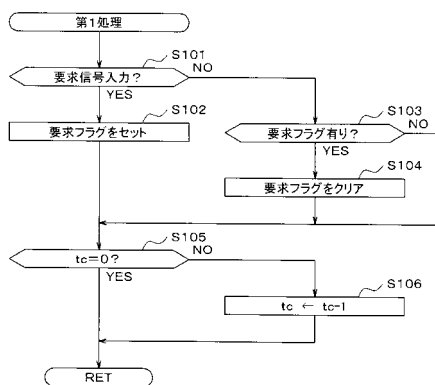 第1処理
S101
要求信号入力?
NO
YES
S102
要求フラグをセット
S103
要求フラグ有り?
NO
YES
S104
要求フラグをクリア
S105
tc=0?
NO
YES
S106
tc ← tc-1
RET